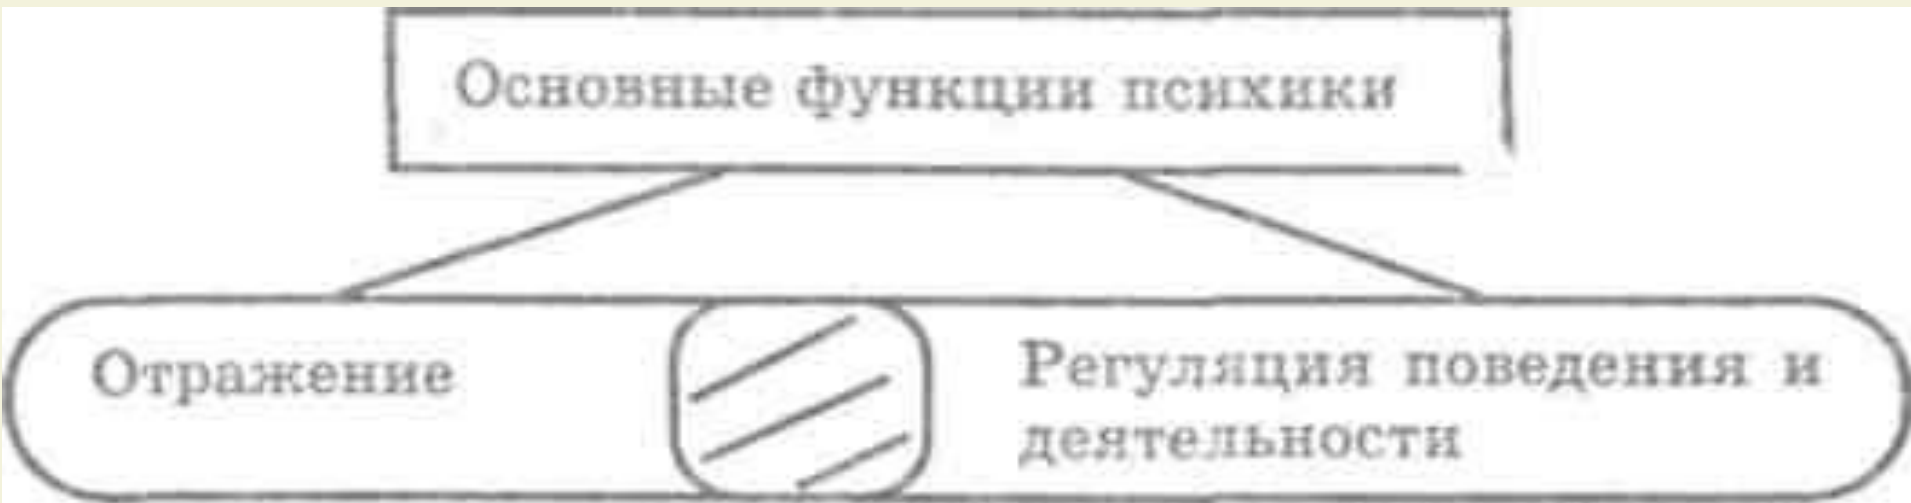 Основные функции психики
Отражение
Регуляция поведения и
деятельности